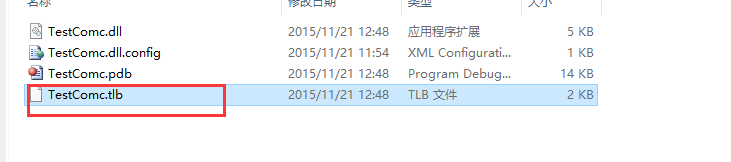 名称 修改日期 类型 大小
TestComc.dll 2015/11/21 12:48 应用程序扩展 5 KB
TestComc.dll.config 2015/11/21 11:54 XML Configurati... 1 KB
TestComc.pdb 2015/11/21 12:48 Program Debug... 14 KB
TestComc.tlb 2015/11/21 12:48 TLB 文件 2 KB